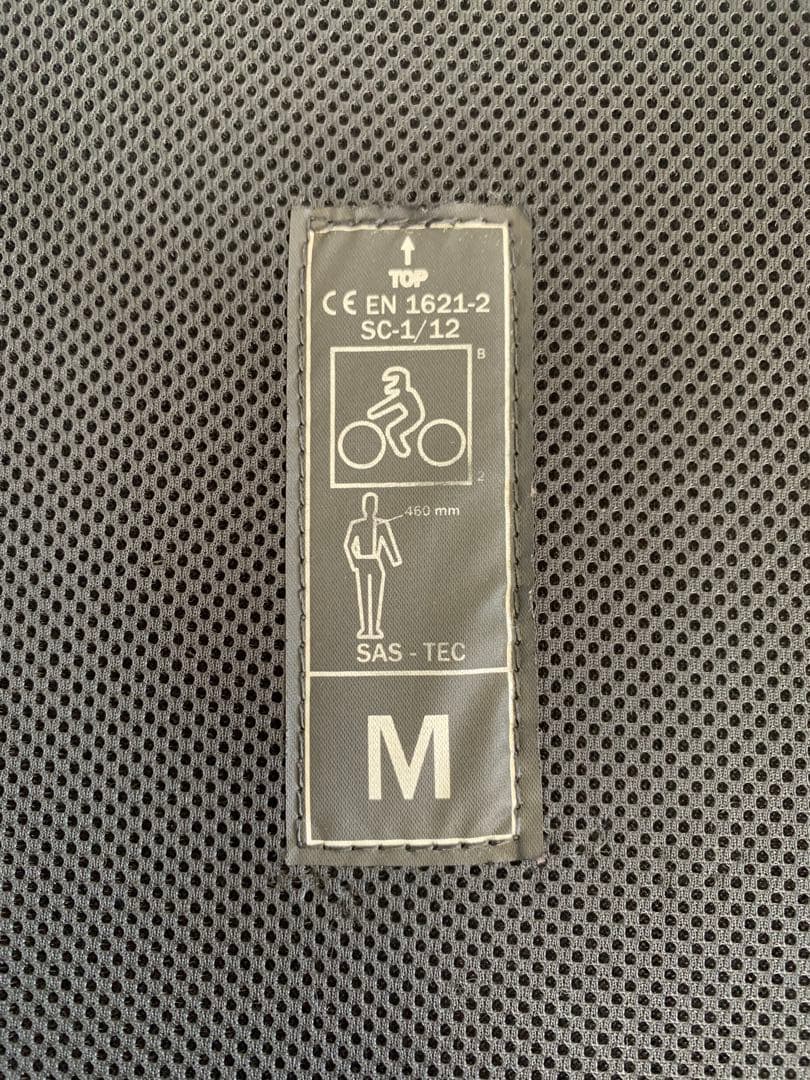 TOP
CE EN 1621-2
SC-1/12
B
2
460 mm
SAS - TEC
M